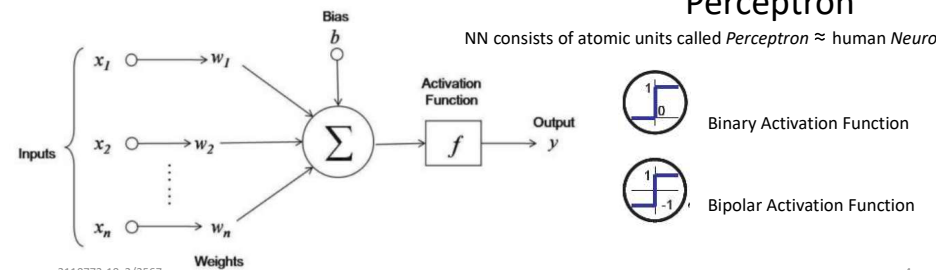 Perceptron
NN consists of atomic units called Perceptron ≈ human Neuro
Bias
b
x1
w1
Activation
Function
1
0
Binary Activation Function
Inputs
x2
w2
Σ
f
Output
y
1
-1
Bipolar Activation Function
xn
wn
Weights